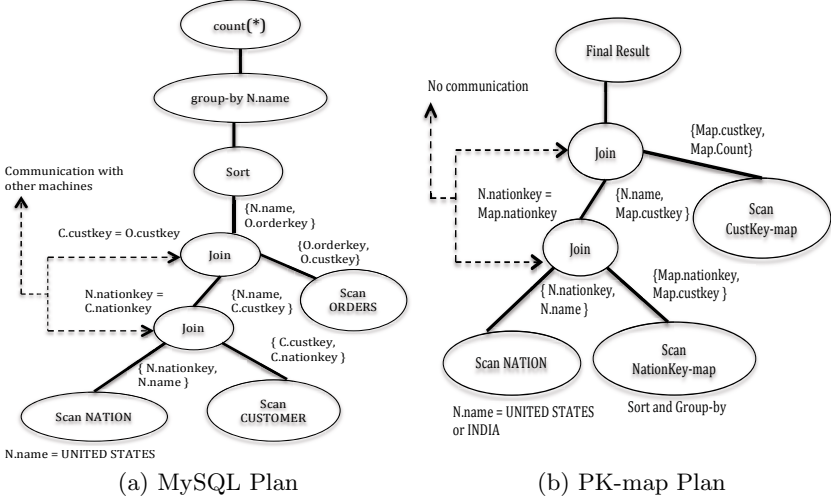 count(*)
group-by N.name
Sort
Communication with
other machines
{N.name,
O.orderkey }
C.custkey = O.custkey
Join
{O.orderkey,
O.custkey}
N.nationkey =
C.nationkey
{N.name,
C.custkey }
Scan
ORDERS
Join
{ N.nationkey,
N.name }
{ C.custkey,
C.nationkey }
Scan NATION
Scan
CUSTOMER
N.name = UNITED STATES
(a) MySQL Plan
Final Result
No communication
Join
{Map.custkey,
Map.Count}
N.nationkey =
Map.nationkey
{N.name,
Map.custkey }
Scan
CustKey-map
Join
{ N.nationkey,
N.name }
{Map.nationkey,
Map.custkey }
Scan NATION
Scan
NationKey-map
N.name = UNITED STATES
or INDIA
Sort and Group-by
(b) PK-map Plan